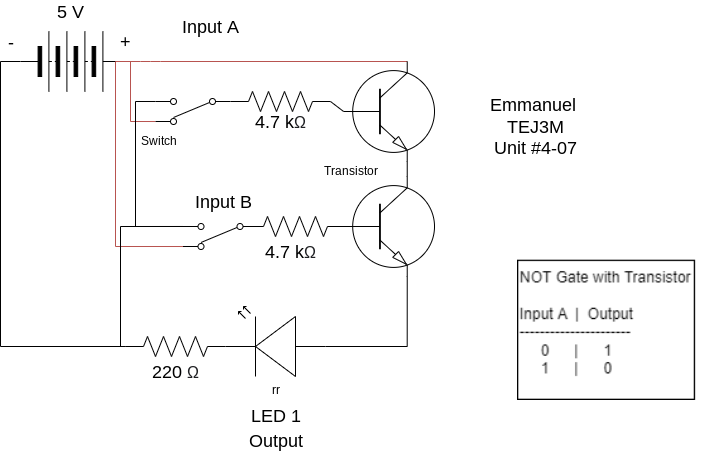 5 V
- +
Input A
4.7 kΩ
Switch
Emmanuel
TEJ3M
Unit #4-07
Transistor
Input B
4.7 kΩ
NOT Gate with Transistor
Input A | Output
----------------------
0 | 1
1 | 0
220 Ω
rr
LED 1
Output